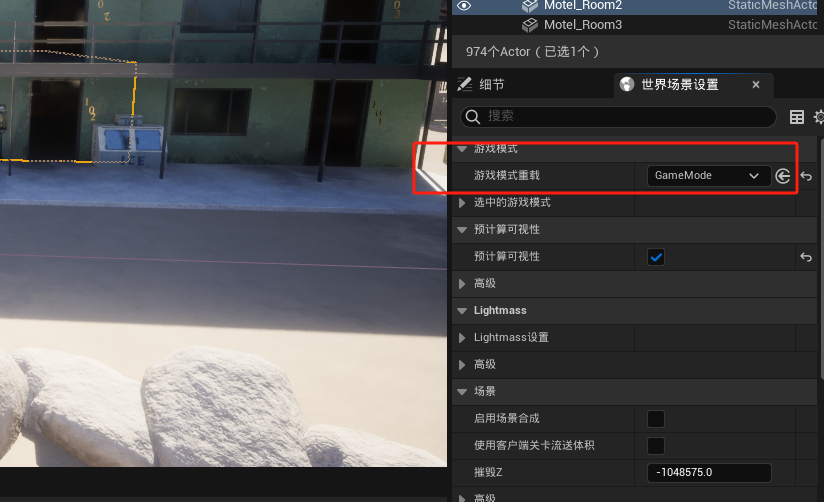 Motel_Room2 StaticMeshActo
Motel_Room3 StaticMeshActo
974个Actor（已选1个）
细节 世界场景设置
搜索
游戏模式
游戏模式重载 GameMode
选中的游戏模式
预计算可视性
预计算可视性
高级
Lightmass
Lightmass设置
高级
场景
启用场景合成
使用客户端关卡流送体积
摧毁Z -1048575.0
高级
ICE